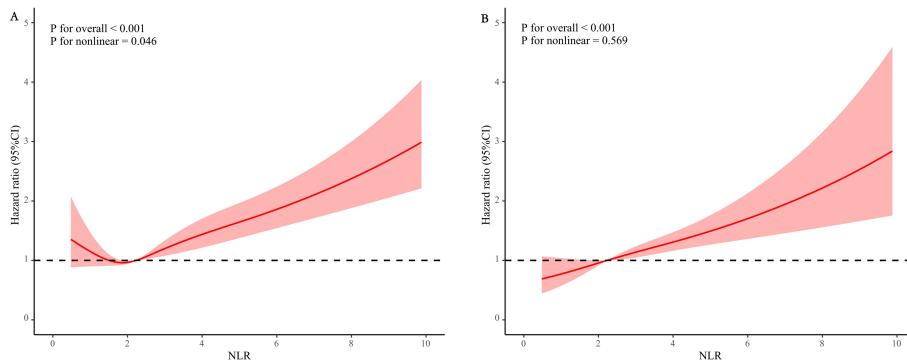 A
P for overall < 0.001
P for nonlinear = 0.046
Hazard ratio (95%CI)
5
4
3
2
1
0
0 2 4 6 8 10
NLR
B
P for overall < 0.001
P for nonlinear = 0.569
Hazard ratio (95%CI)
5
4
3
2
1
0
0 2 4 6 8 10
NLR